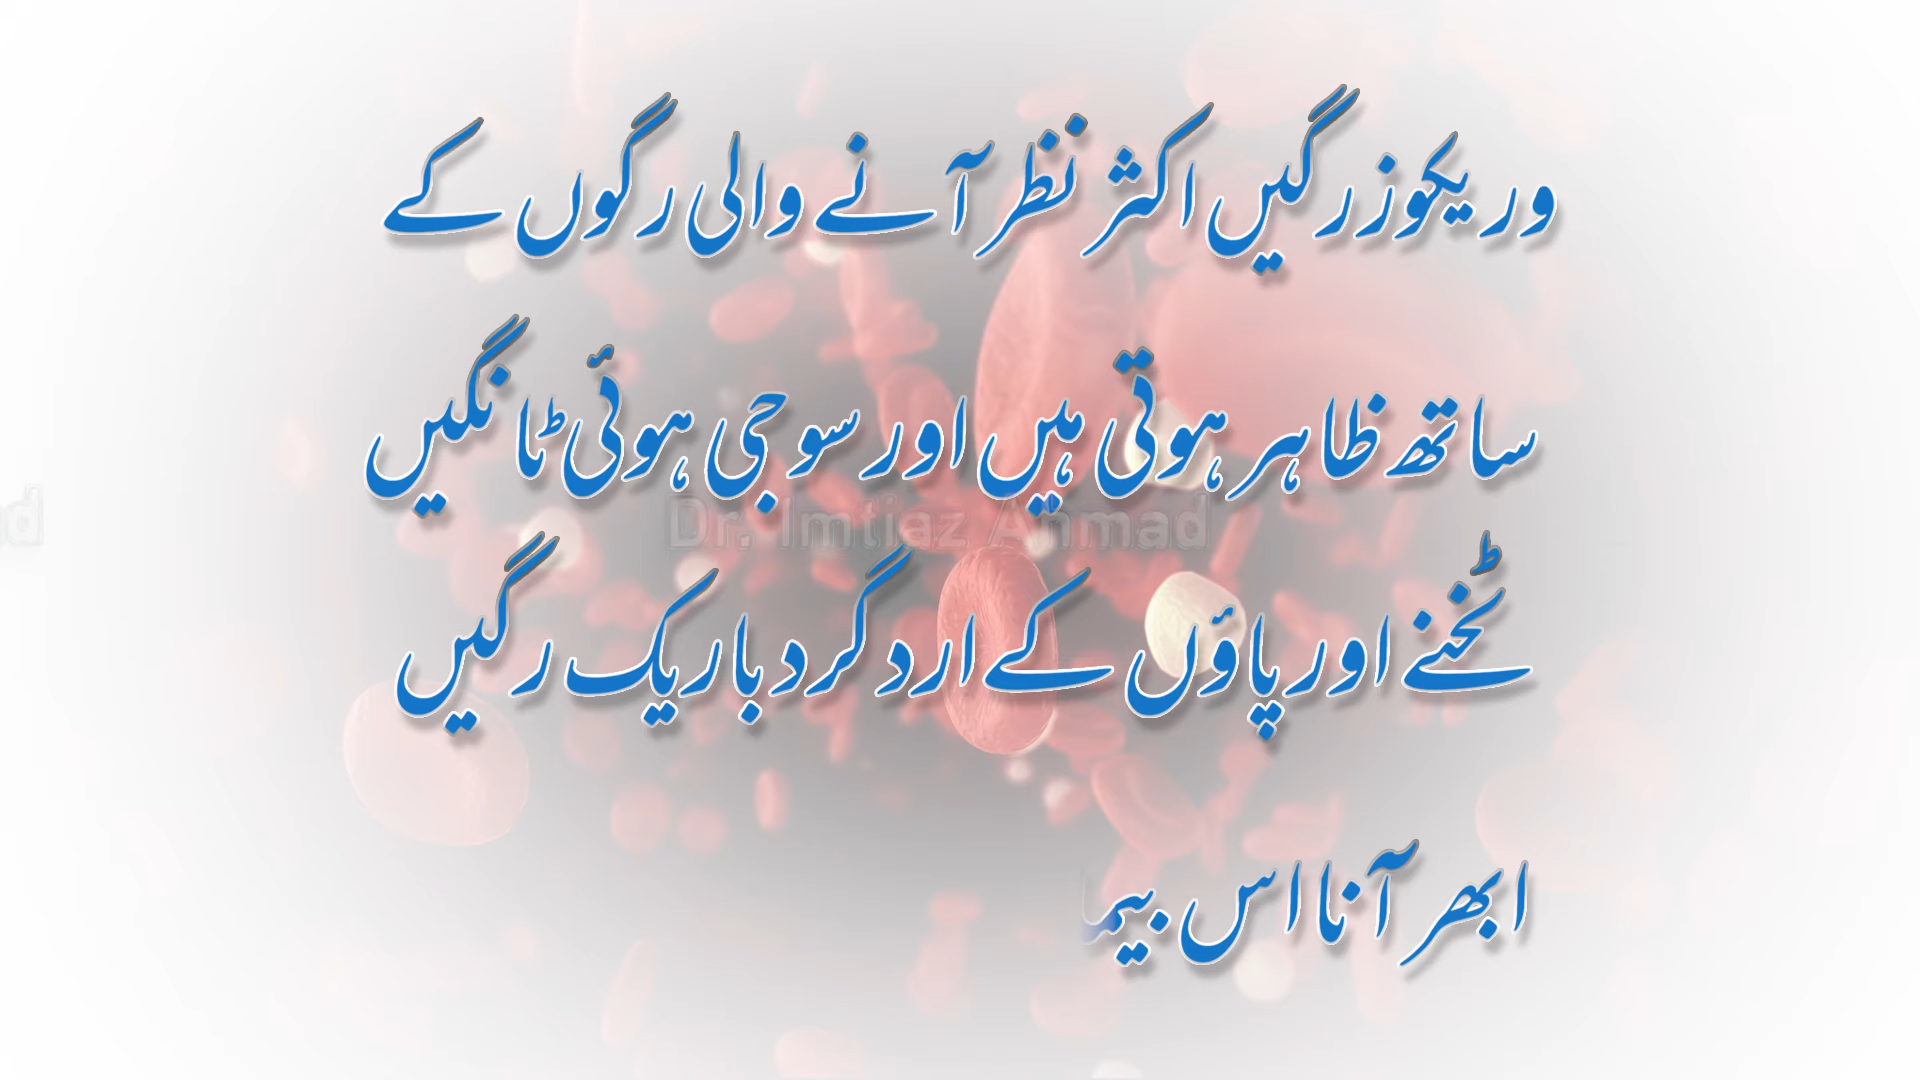 وریکوز رگیں اکثر نظر آنے والی رگوں کے
ساتھ ظاہر ہوتی ہیں اور سوجی ہوئی ٹانگیں
Dr. Imtiaz Ahmad
ٹخنے اور پاؤں کے ارد گرد باریک رگیں
ابھر آنا اس